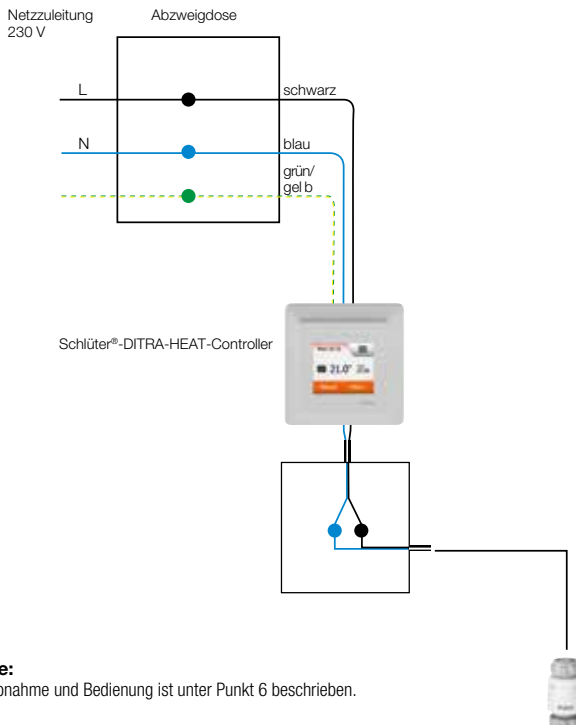 Netzzuleitung
230 V
Abzweigdose
L
schwarz
N
blau
grün/
gel b
Schlüter®-DITRA-HEAT-Controller
21.0°
e:
nahme und Bedienung ist unter Punkt 6 beschrieben.